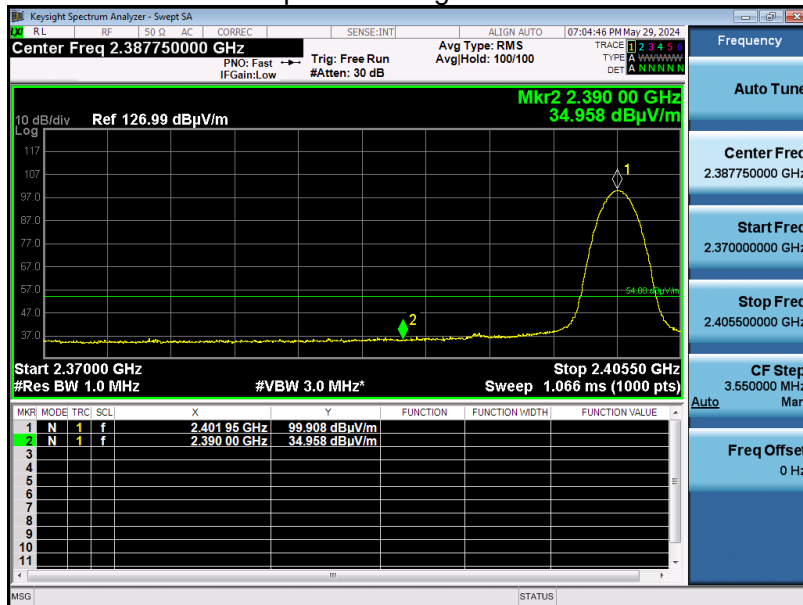 Keysight Spectrum Analyzer - Swept SA
LXI RL RF 50 Ω AC CORREC SENSE:INT ALIGN AUTO 07:04:46 PM May 29, 2024
Center Freq 2.387750000 GHz
PNO: Fast
IFGain:Low
Trig: Free Run
#Atten: 30 dB
Avg Type: RMS
Avg|Hold: 100/100
TRACE 1 2 3 4 5 6
TYPE A WWWWW
DET A N N N N N
Mkr2 2.390 00 GHz
34.958 dBµV/m
10 dB/div Ref 126.99 dBµV/m
Log
117
107
97.0
87.0
77.0
67.0
57.0
47.0
37.0
1
2
54.00 dBµV/m
Start 2.37000 GHz Stop 2.40550 GHz
#Res BW 1.0 MHz #VBW 3.0 MHz* Sweep 1.066 ms (1000 pts)
MKR MODE TRC SCL X Y FUNCTION FUNCTION WIDTH FUNCTION VALUE
1 N 1 f 2.401 95 GHz 99.908 dBµV/m
2 N 1 f 2.390 00 GHz 34.958 dBµV/m
3
4
5
6
7
8
9
10
11
MSG STATUS
Frequency
Auto Tune
Center Freq
2.387750000 GHz
Start Freq
2.370000000 GHz
Stop Freq
2.405500000 GHz
CF Step
3.550000 MHz
Auto Man
Freq Offset
0 Hz